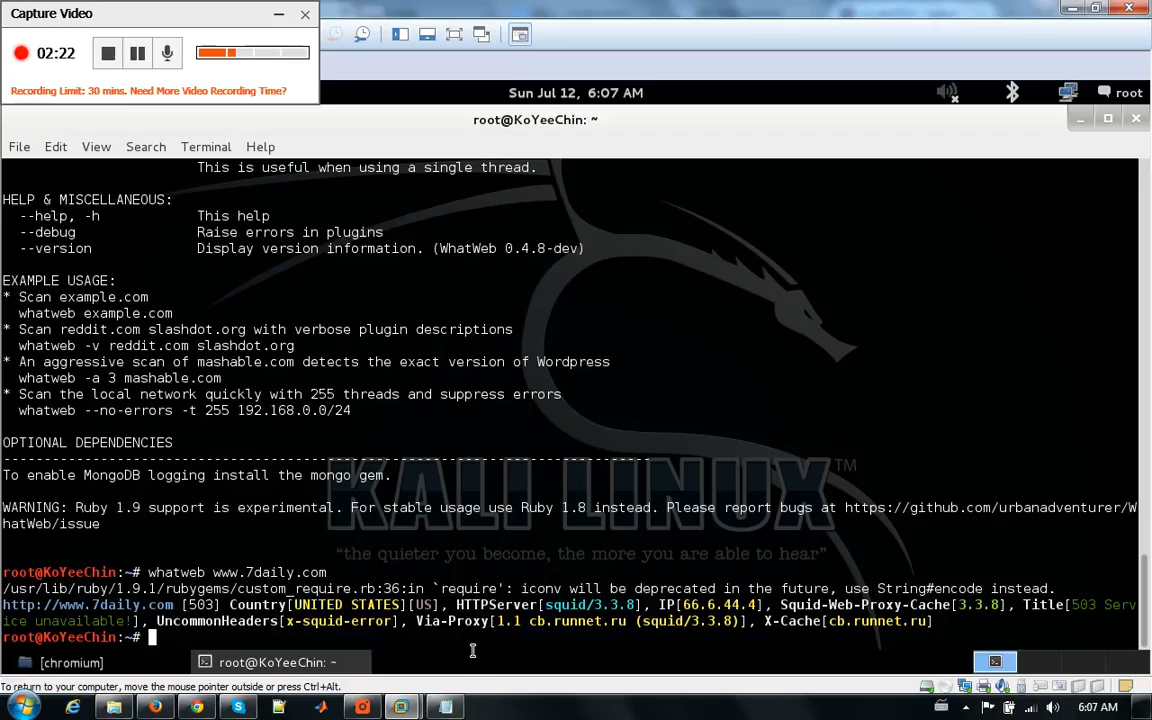 Capture Video
02:22
Recording Limit: 30 mins. Need More Video Recording Time?
Sun Jul 12, 6:07 AM
root
root@KoYeeChin: ~
File Edit View Search Terminal Help
This is useful when using a single thread.
HELP & MISCELLANEOUS:
--help, -h This help
--debug Raise errors in plugins
--version Display version information. (WhatWeb 0.4.8-dev)
EXAMPLE USAGE:
* Scan example.com
whatweb example.com
* Scan reddit.com slashdot.org with verbose plugin descriptions
whatweb -v reddit.com slashdot.org
* An aggressive scan of mashable.com detects the exact version of Wordpress
whatweb -a 3 mashable.com
* Scan the local network quickly with 255 threads and suppress errors
whatweb --no-errors -t 255 192.168.0.0/24
OPTIONAL DEPENDENCIES
--------------------------------------------------------------------------------
To enable MongoDB logging install the mongo gem.
KALI LINUX TM
WARNING: Ruby 1.9 support is experimental. For stable usage use Ruby 1.8 instead. Please report bugs at https://github.com/urbanadventurer/W
hatWeb/issue
"the quieter you become, the more you are able to hear"
root@KoYeeChin:~# whatweb www.7daily.com
/usr/lib/ruby/1.9.1/rubygems/custom_require.rb:36:in `require': iconv will be deprecated in the future, use String#encode instead.
http://www.7daily.com [503] Country[UNITED STATES][US], HTTPServer[squid/3.3.8], IP[66.6.44.4], Squid-Web-Proxy-Cache[3.3.8], Title[503 Serv
ice unavailable!], UncommonHeaders[x-squid-error], Via-Proxy[1.1 cb.runnet.ru (squid/3.3.8)], X-Cache[cb.runnet.ru]
root@KoYeeChin:~#
[chromium]
root@KoYeeChin: ~
To return to your computer, move the mouse pointer outside or press Ctrl+Alt.
6:07 AM